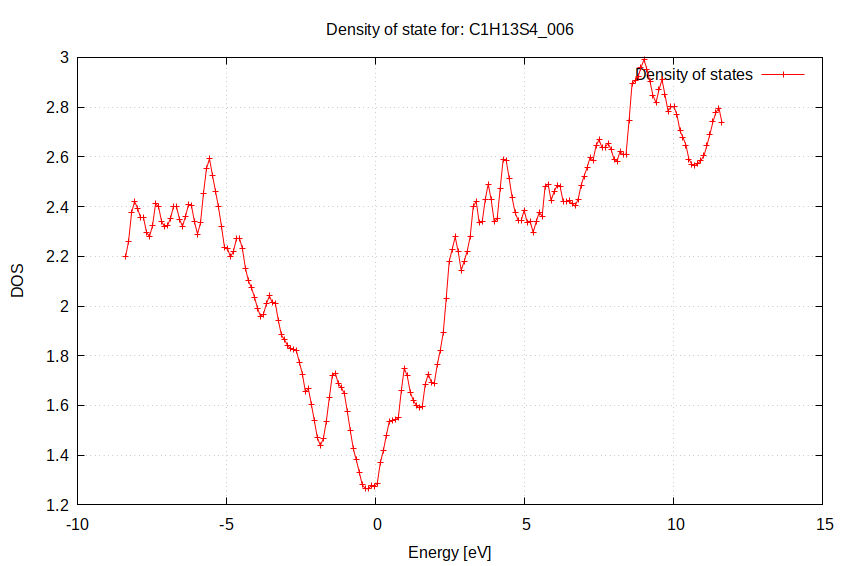 Density of state for: C1H13S4_006
3
2.8
2.6
2.4
2.2
2
1.8
1.6
1.4
1.2
DOS
Density of states
-10 -5 0 5 10 15
Energy [eV]